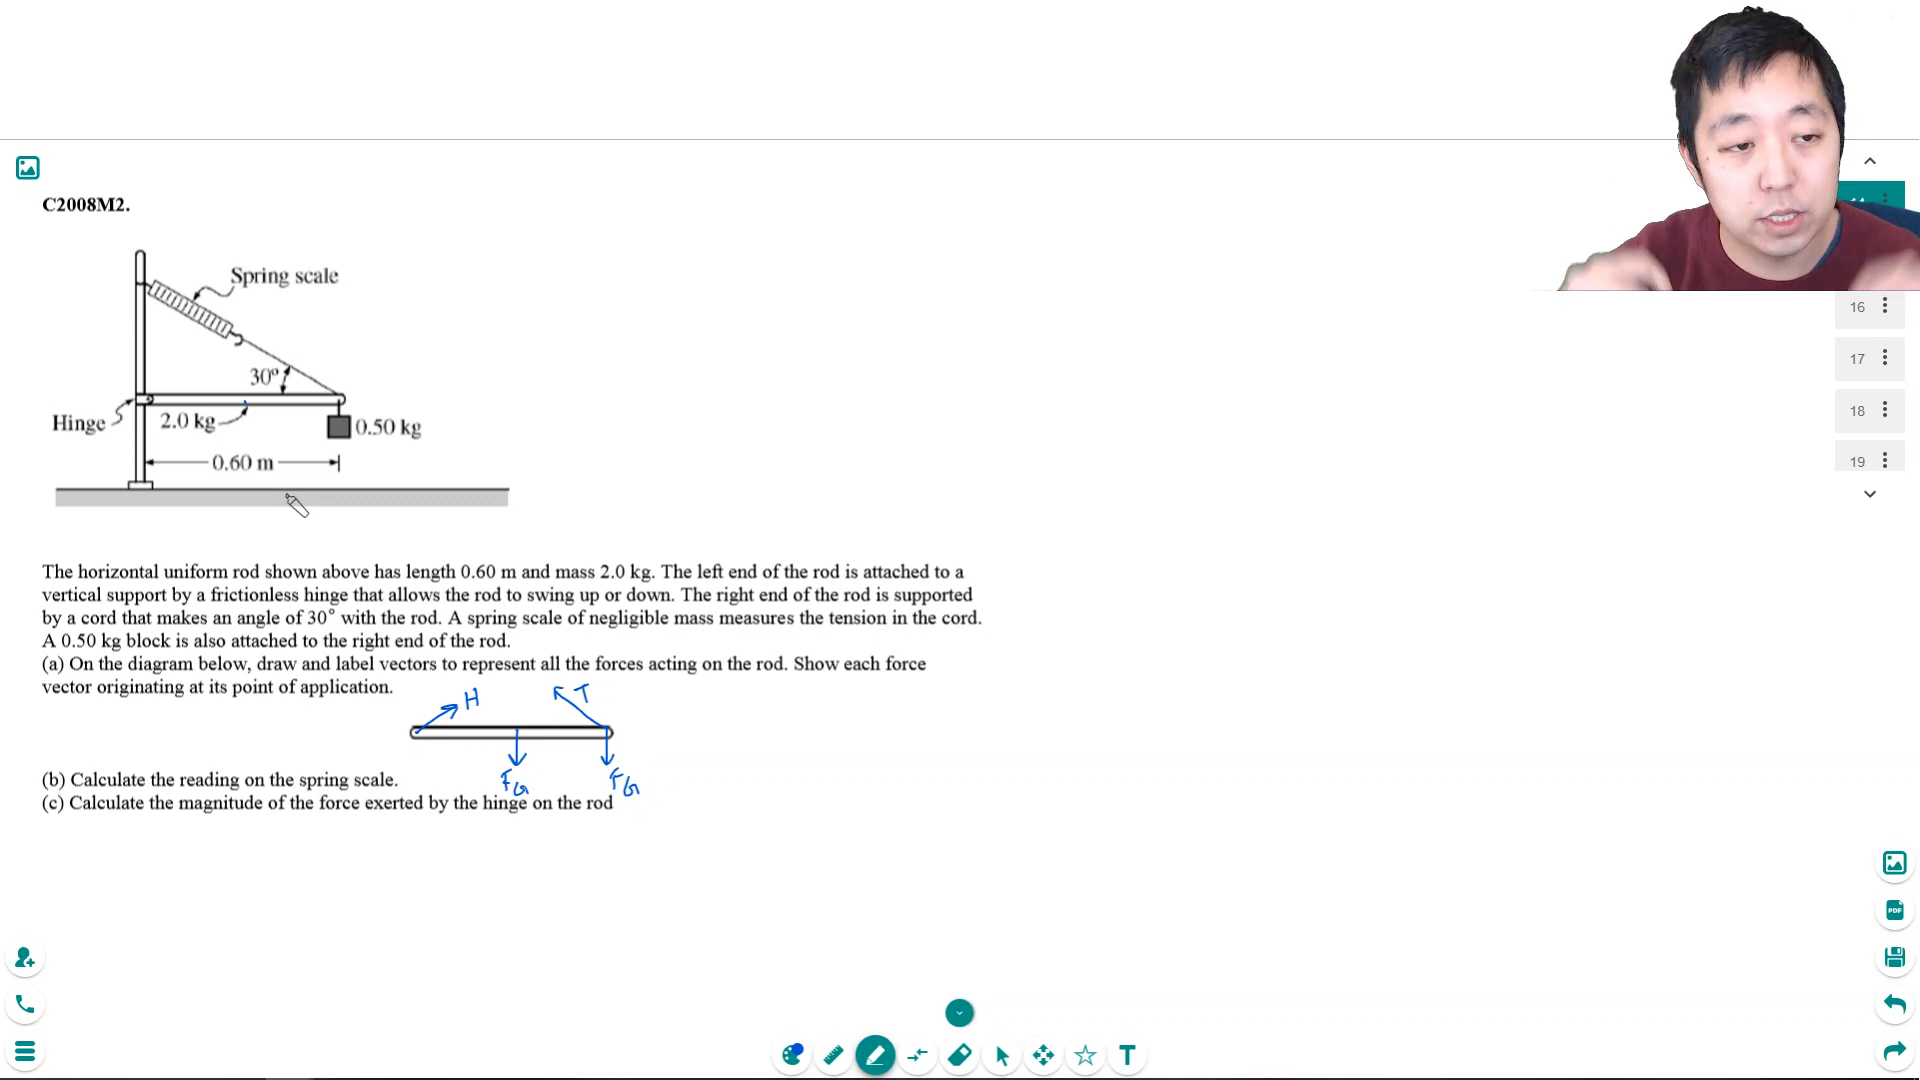 C2008M2.
Spring scale
30°
Hinge
2.0 kg
0.50 kg
0.60 m
16
17
18
19
The horizontal uniform rod shown above has length 0.60 m and mass 2.0 kg. The left end of the rod is attached to a
vertical support by a frictionless hinge that allows the rod to swing up or down. The right end of the rod is supported
by a cord that makes an angle of 30° with the rod. A spring scale of negligible mass measures the tension in the cord.
A 0.50 kg block is also attached to the right end of the rod.
(a) On the diagram below, draw and label vectors to represent all the forces acting on the rod. Show each force
vector originating at its point of application.
H
T
(b) Calculate the reading on the spring scale.
FG
FG
(c) Calculate the magnitude of the force exerted by the hinge on the rod
PDF
T